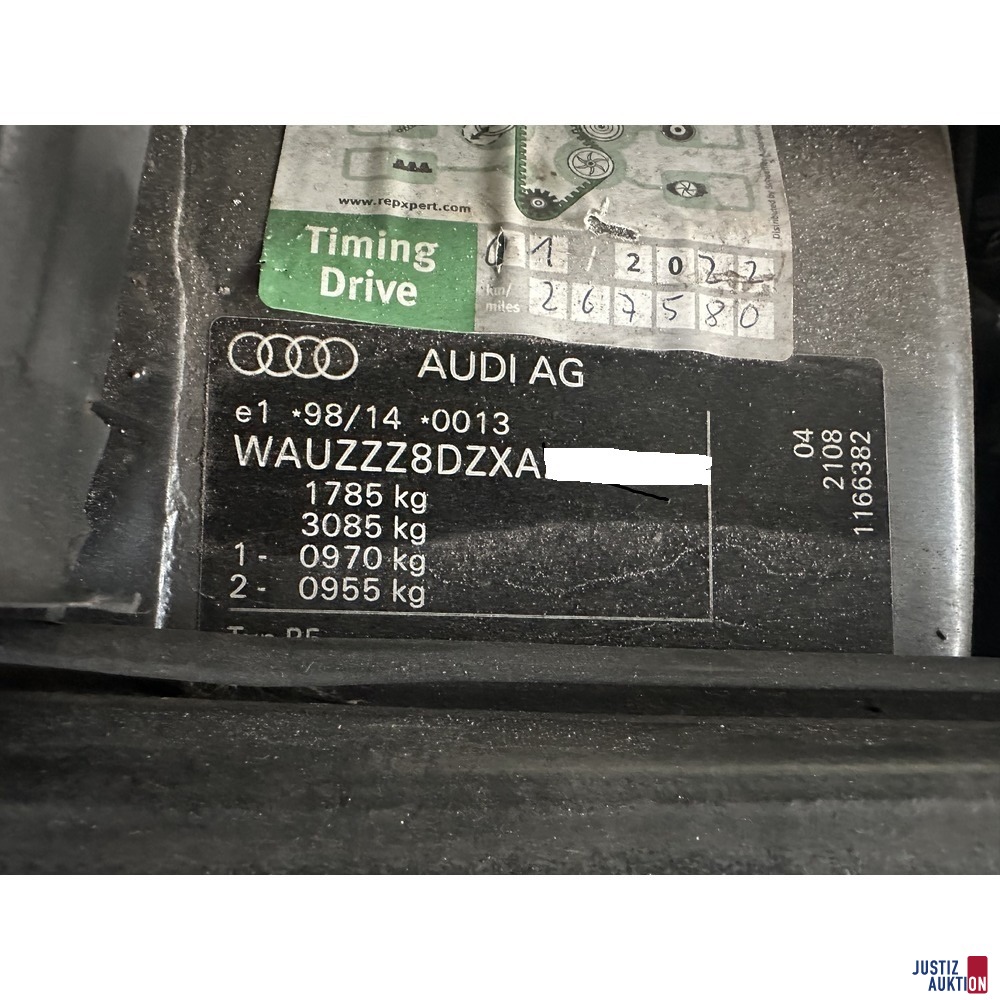 www.repxpert.com
Timing
Drive
01 / 2022
km/
miles
267580
AUDI AG
e1 *98/14 *0013
WAUZZZ8DZXA
1785 kg
3085 kg
1- 0970 kg
2- 0955 kg
04
2108
1166382
JUSTIZ
AUKTION